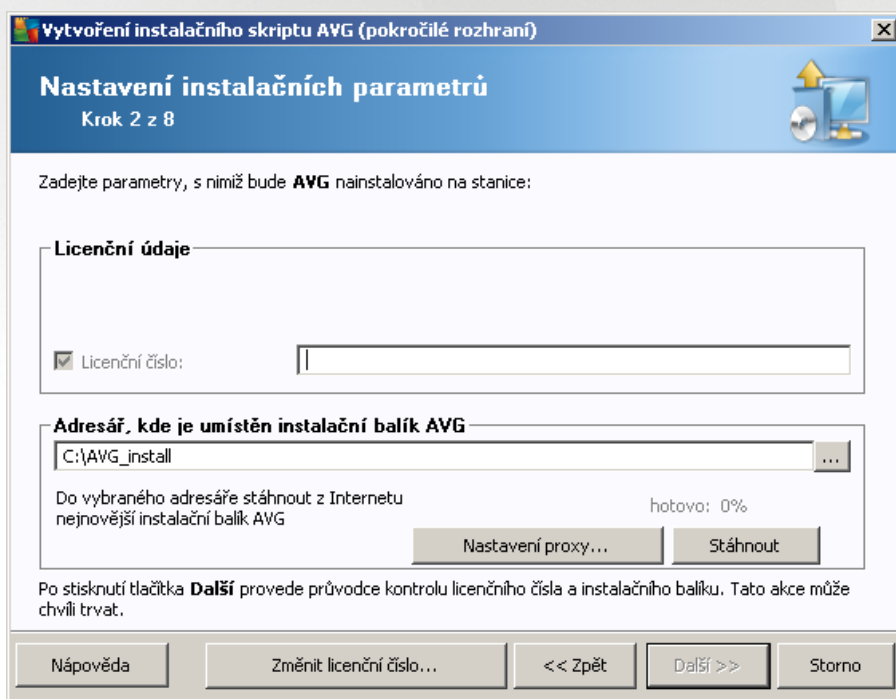 Vytvoření instalačního skriptu AVG (pokročilé rozhraní)
Nastavení instalačních parametrů
Krok 2 z 8
Zadejte parametry, s nimiž bude AVG nainstalováno na stanice:
Licenční údaje
Licenční číslo:
Adresář, kde je umístěn instalační balík AVG
C:\AVG_install
...
Do vybraného adresáře stáhnout z Internetu
nejnovější instalační balík AVG
hotovo: 0%
Nastavení proxy...
Stáhnout
Po stisknutí tlačítka Další provede průvodce kontrolu licenčního čísla a instalačního balíku. Tato akce může
chvíli trvat.
Nápověda
Změnit licenční číslo...
<< Zpět
Další >>
Storno